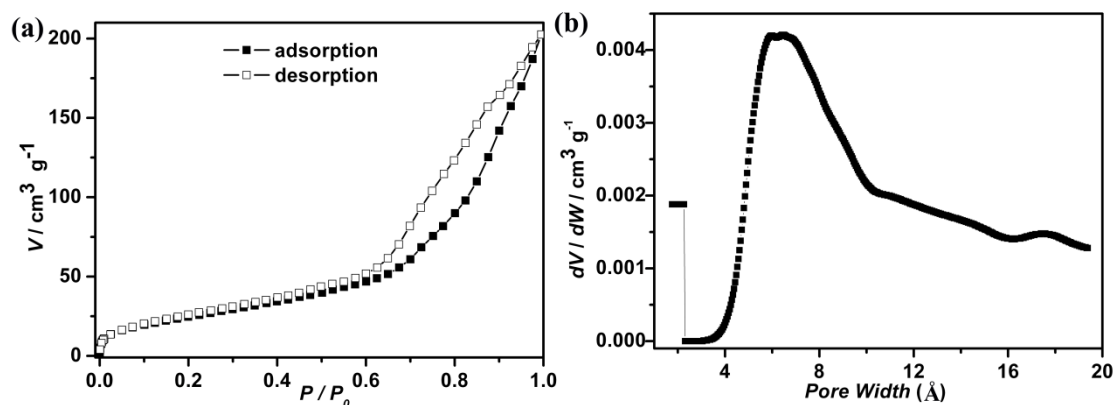 (a)
adsorption
desorption
V / cm³ g⁻¹
200
150
100
50
0
0.0 0.2 0.4 0.6 0.8 1.0
P / P₀
(b)
dV / dW / cm³ g⁻¹
0.004
0.003
0.002
0.001
0.000
4 8 12 16 20
Pore Width (Å)